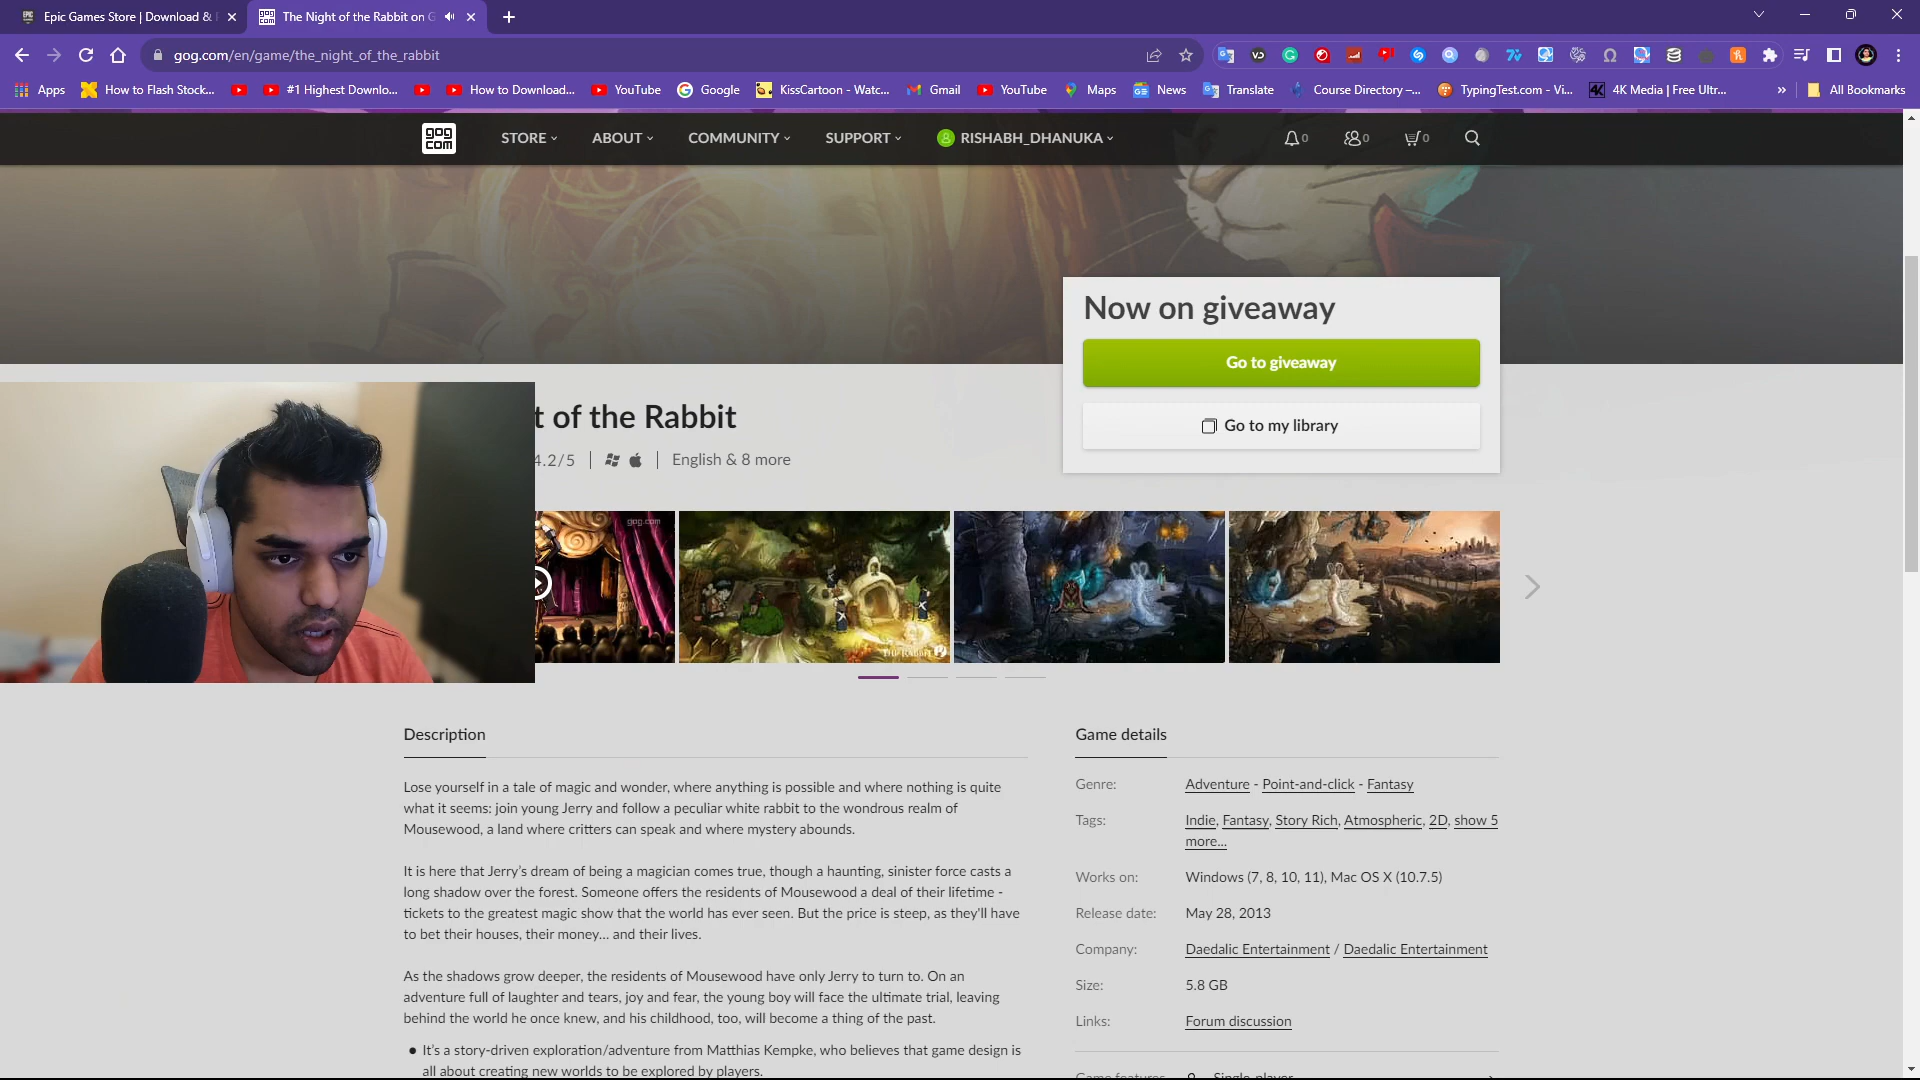 Epic Games Store | Download &
The Night of the Rabbit on G
gog.com/en/game/the_night_of_the_rabbit
Apps
How to Flash Stock...
#1 Highest Downlo...
How to Download...
YouTube
Google
KissCartoon - Watc...
Gmail
YouTube
Maps
News
Translate
Course Directory –...
TypingTest.com - Vi...
4K Media | Free Ultr...
»
All Bookmarks
gog
com
STORE
ABOUT
COMMUNITY
SUPPORT
RISHABH_DHANUKA
0
0
0
Now on giveaway
Go to giveaway
Go to my library
t of the Rabbit
4.2/5
English & 8 more
gog.com
The Rabbit
Description
Lose yourself in a tale of magic and wonder, where anything is possible and where nothing is quite
what it seems: join young Jerry and follow a peculiar white rabbit to the wondrous realm of
Mousewood, a land where critters can speak and where mystery abounds.
It is here that Jerry's dream of being a magician comes true, though a haunting, sinister force casts a
long shadow over the forest. Someone offers the residents of Mousewood a deal of their lifetime -
tickets to the greatest magic show that the world has ever seen. But the price is steep, as they'll have
to bet their houses, their money... and their lives.
As the shadows grow deeper, the residents of Mousewood have only Jerry to turn to. On an
adventure full of laughter and tears, joy and fear, the young boy will face the ultimate trial, leaving
behind the world he once knew, and his childhood, too, will become a thing of the past.
• It's a story-driven exploration/adventure from Matthias Kempke, who believes that game design is
all about creating new worlds to be explored by players.
Game details
Genre: Adventure - Point-and-click - Fantasy
Tags: Indie, Fantasy, Story Rich, Atmospheric, 2D, show 5
more...
Works on: Windows (7, 8, 10, 11), Mac OS X (10.7.5)
Release date: May 28, 2013
Company: Daedalic Entertainment / Daedalic Entertainment
Size: 5.8 GB
Links: Forum discussion
Game features Single-player